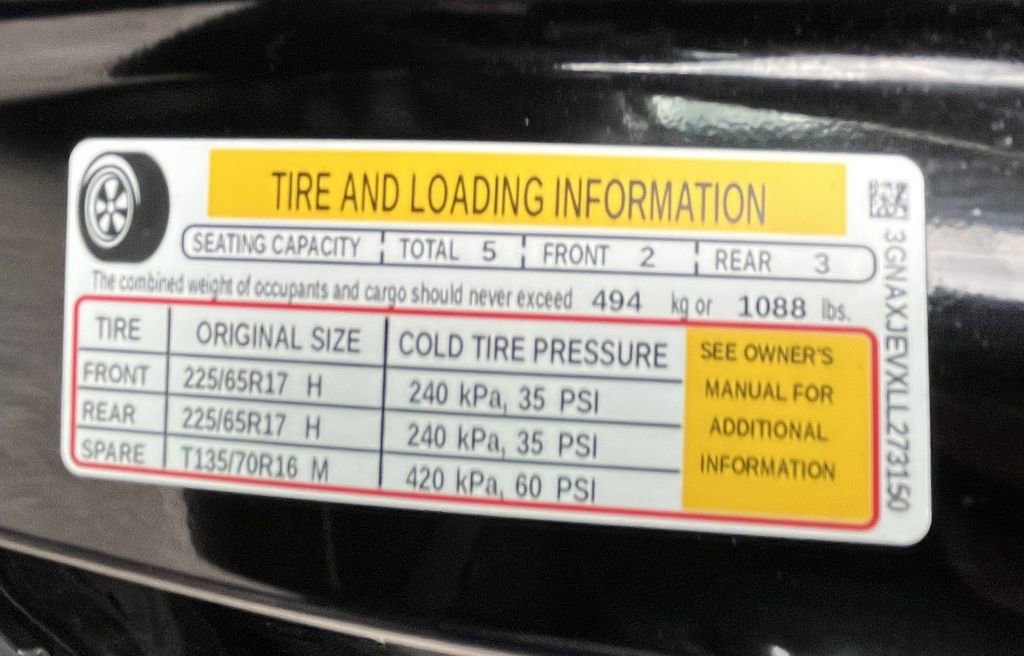 TIRE AND LOADING INFORMATION
SEATING CAPACITY TOTAL 5 FRONT 2 REAR 3
The combined weight of occupants and cargo should never exceed 494 kg or 1088 lbs.
TIRE ORIGINAL SIZE COLD TIRE PRESSURE
FRONT 225/65R17 H 240 kPa, 35 PSI
REAR 225/65R17 H 240 kPa, 35 PSI
SPARE T135/70R16 M 420 kPa, 60 PSI
SEE OWNER'S
MANUAL FOR
ADDITIONAL
INFORMATION
3GNAXJEVXLL273150